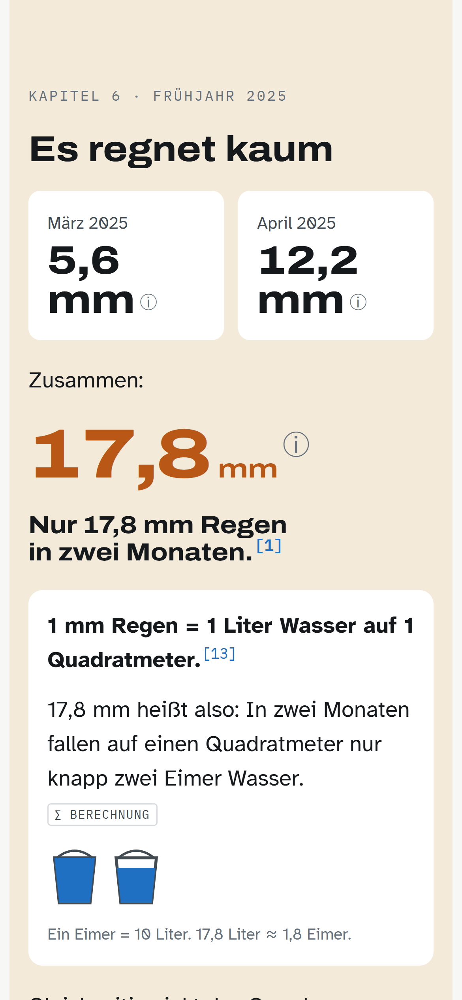 KAPITEL 6 · FRÜHJAHR 2025
Es regnet kaum
März 2025
5,6
mm ⓘ
April 2025
12,2
mm ⓘ
Zusammen:
17,8 mm ⓘ
Nur 17,8 mm Regen
in zwei Monaten. [1]
1 mm Regen = 1 Liter Wasser auf 1
Quadratmeter. [13]
17,8 mm heißt also: In zwei Monaten
fallen auf einen Quadratmeter nur
knapp zwei Eimer Wasser.
∑ BERECHNUNG
Ein Eimer = 10 Liter. 17,8 Liter ≈ 1,8 Eimer.